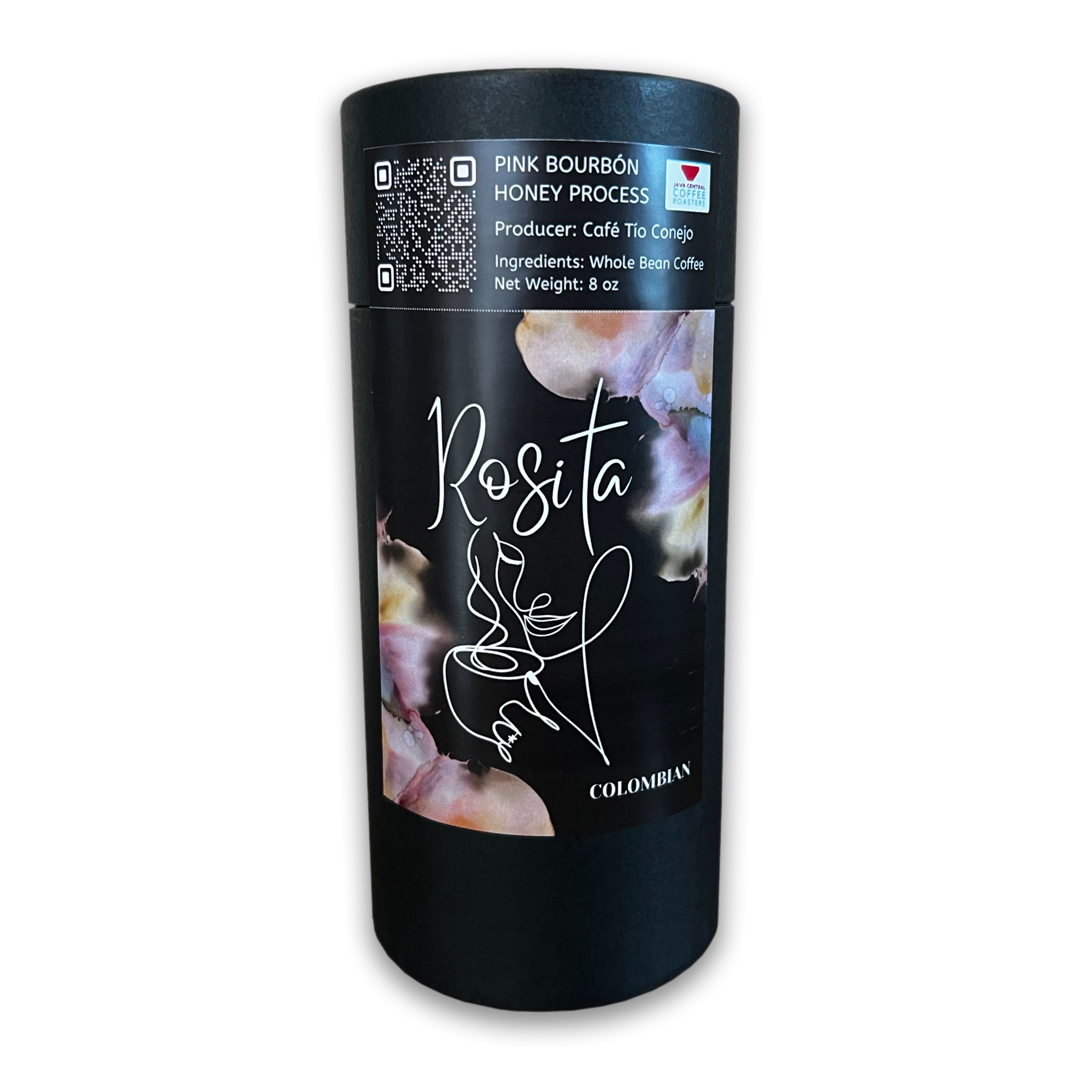 PINK BOURBÓN
HONEY PROCESS
JAVA CENTRAL
COFFEE
ROASTERS
Producer: Café Tío Conejo
Ingredients: Whole Bean Coffee
Net Weight: 8 oz
Rosita
COLOMBIAN